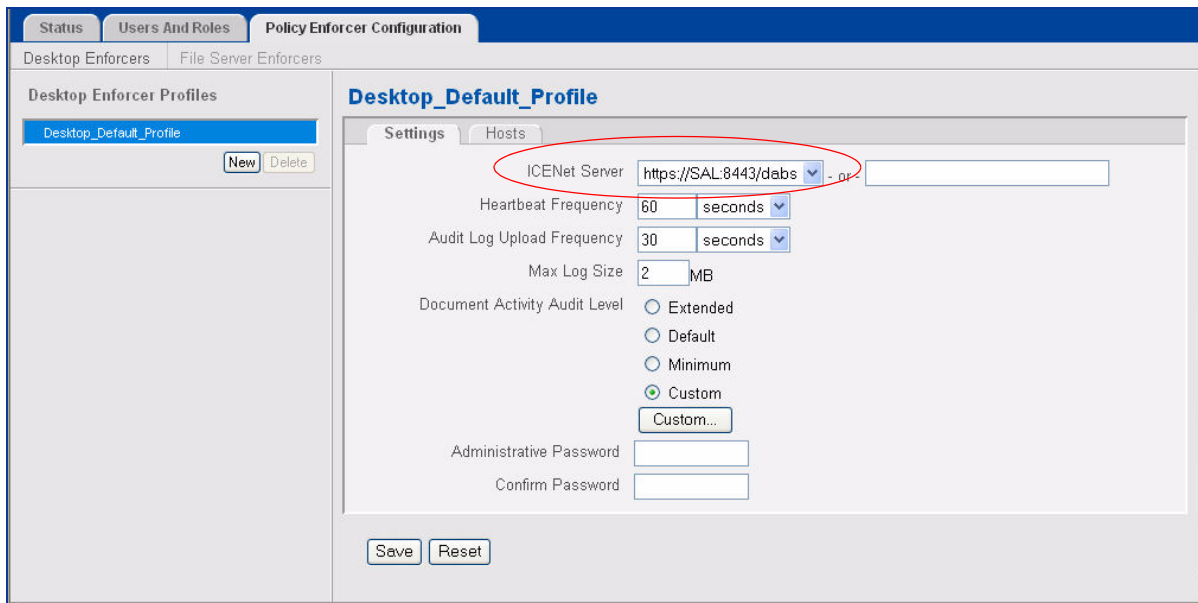 Status Users And Roles Policy Enforcer Configuration
Desktop Enforcers File Server Enforcers
Desktop Enforcer Profiles
Desktop_Default_Profile
New Delete
Desktop_Default_Profile
Settings Hosts
ICENet Server https://SAL:8443/dabs - or -
Heartbeat Frequency 60 seconds
Audit Log Upload Frequency 30 seconds
Max Log Size 2 MB
Document Activity Audit Level Extended
Default
Minimum
Custom
Custom...
Administrative Password
Confirm Password
Save Reset